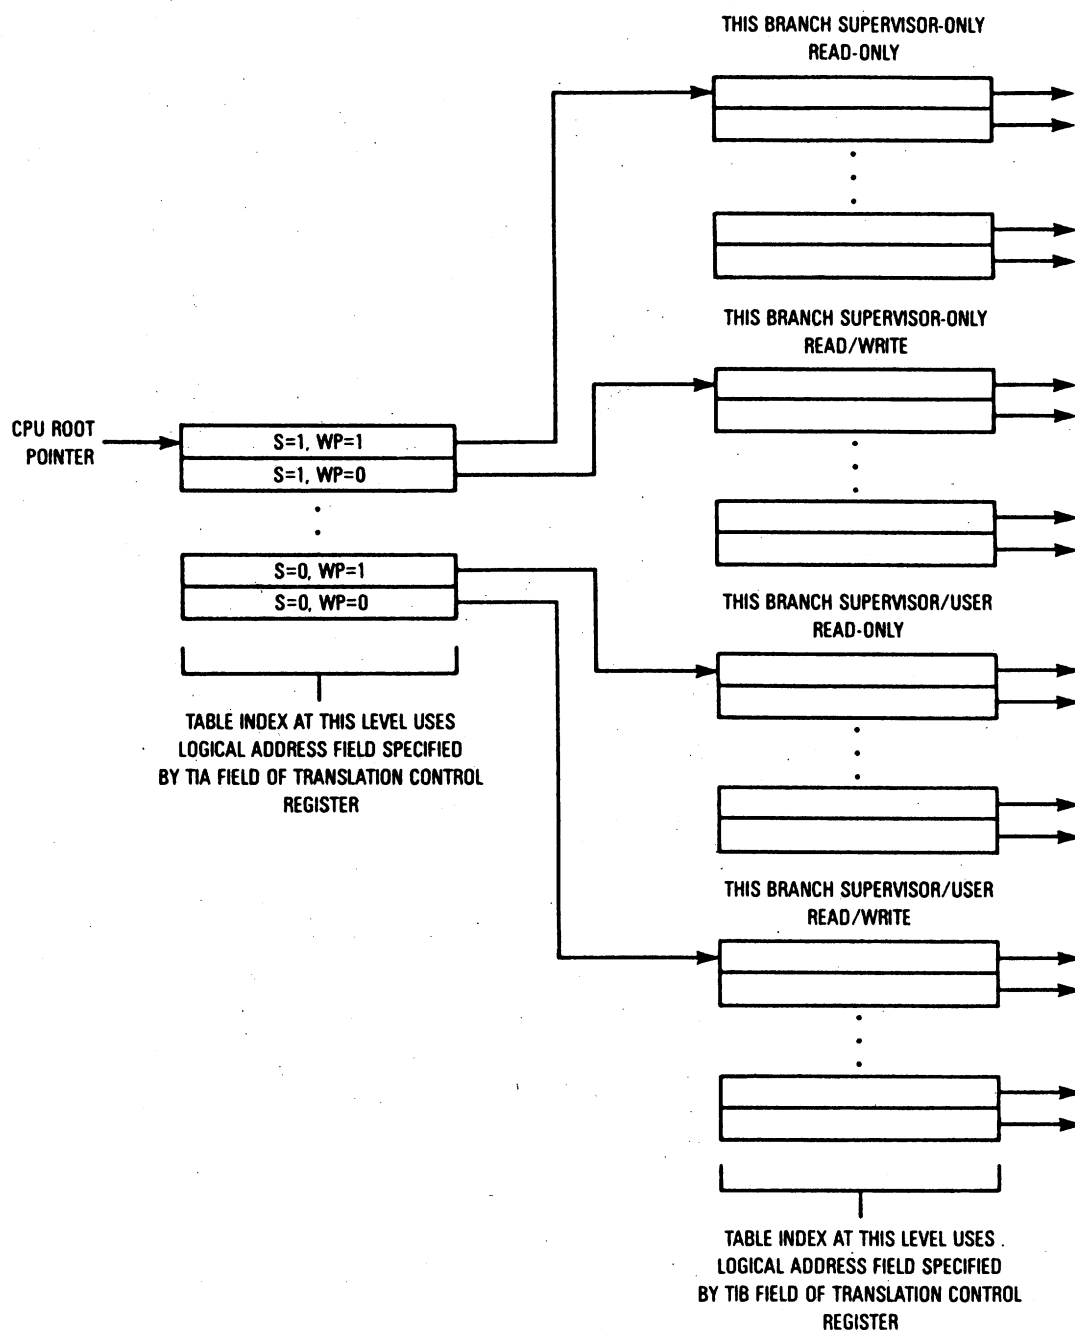 THIS BRANCH SUPERVISOR-ONLY
READ-ONLY
THIS BRANCH SUPERVISOR-ONLY
READ/WRITE
CPU ROOT
POINTER
S=1, WP=1
S=1, WP=0
S=0, WP=1
S=0, WP=0
THIS BRANCH SUPERVISOR/USER
READ-ONLY
TABLE INDEX AT THIS LEVEL USES
LOGICAL ADDRESS FIELD SPECIFIED
BY TIA FIELD OF TRANSLATION CONTROL
REGISTER
THIS BRANCH SUPERVISOR/USER
READ/WRITE
TABLE INDEX AT THIS LEVEL USES
LOGICAL ADDRESS FIELD SPECIFIED
BY TIB FIELD OF TRANSLATION CONTROL
REGISTER